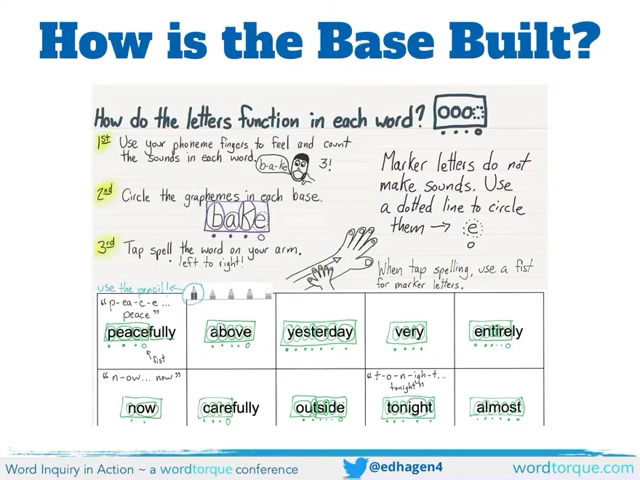 How is the Base Built?
How do the letters function in each word?
1st Use your phoneme fingers to feel and count
the sounds in each word.
b-a-ke
3!
2nd Circle the graphemes in each base.
bake
3rd Tap spell the word on your arm.
left to right!
Marker letters do not
make sounds. Use
a dotted line to circle
them → e
When tap spelling, use a fist
for marker letters.
use the pencil!
"p-ea-c-e...
peace"
peacefully
fist
above
yesterday
very
entirely
"n-ow... now"
now
carefully
outside
"t-o-n-igh-t...
tonight"
tonight
almost
Word Inquiry in Action ~ a wordtorque conference
@edhagen4
wordtorque.com